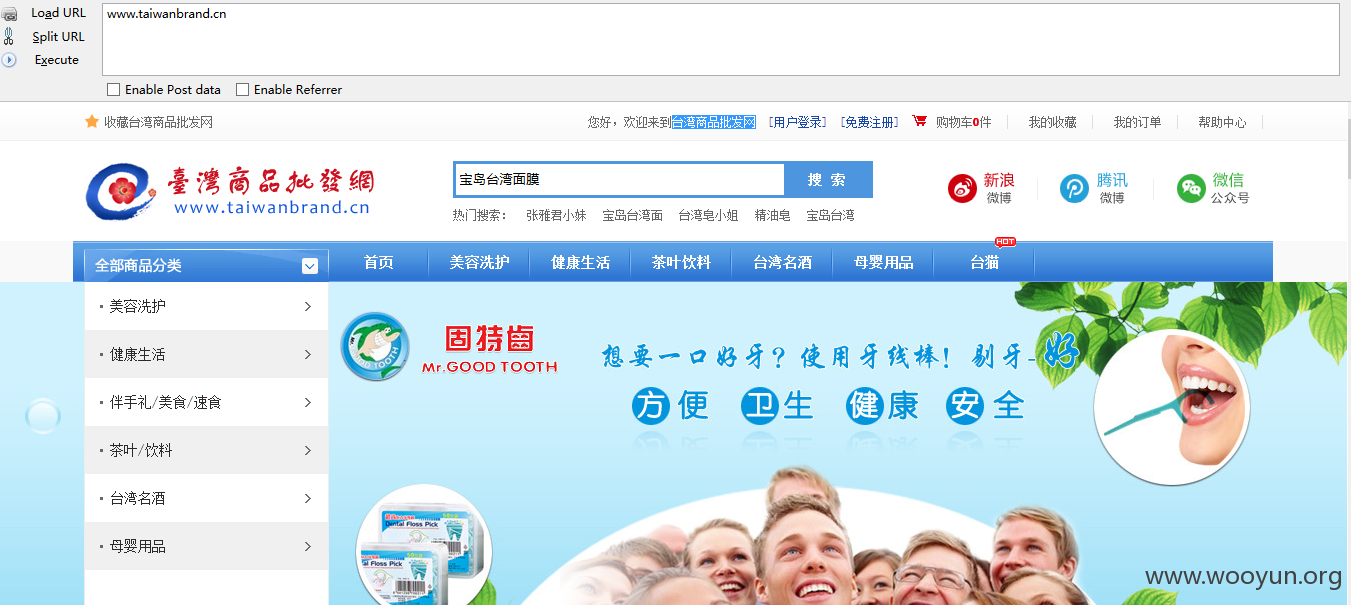 Load URL
www.taiwanbrand.cn
Split URL
Execute
Enable Post data
Enable Referrer
收藏台湾商品批发网
您好，欢迎来到台湾商品批发网 [用户登录] [免费注册] 购物车0件 我的收藏 我的订单 帮助中心
臺灣商品批發網
www.taiwanbrand.cn
宝岛台湾面膜
搜 索
热门搜索： 张雅君小妹 宝岛台湾面 台湾皂小姐 精油皂 宝岛台湾
新浪
微博
腾讯
微博
微信
公众号
全部商品分类
首页 美容洗护 健康生活 茶叶饮料 台湾名酒 母婴用品 台猫
HOT
· 美容洗护
· 健康生活
· 伴手礼/美食/速食
· 茶叶/饮料
· 台湾名酒
· 母婴用品
GOOD TOOTH
固特齒
Mr.GOOD TOOTH
想要一口好牙？使用牙线棒！剔牙-好
方便 卫生 健康 安全
Dental Floss Pick
www.wooyun.org